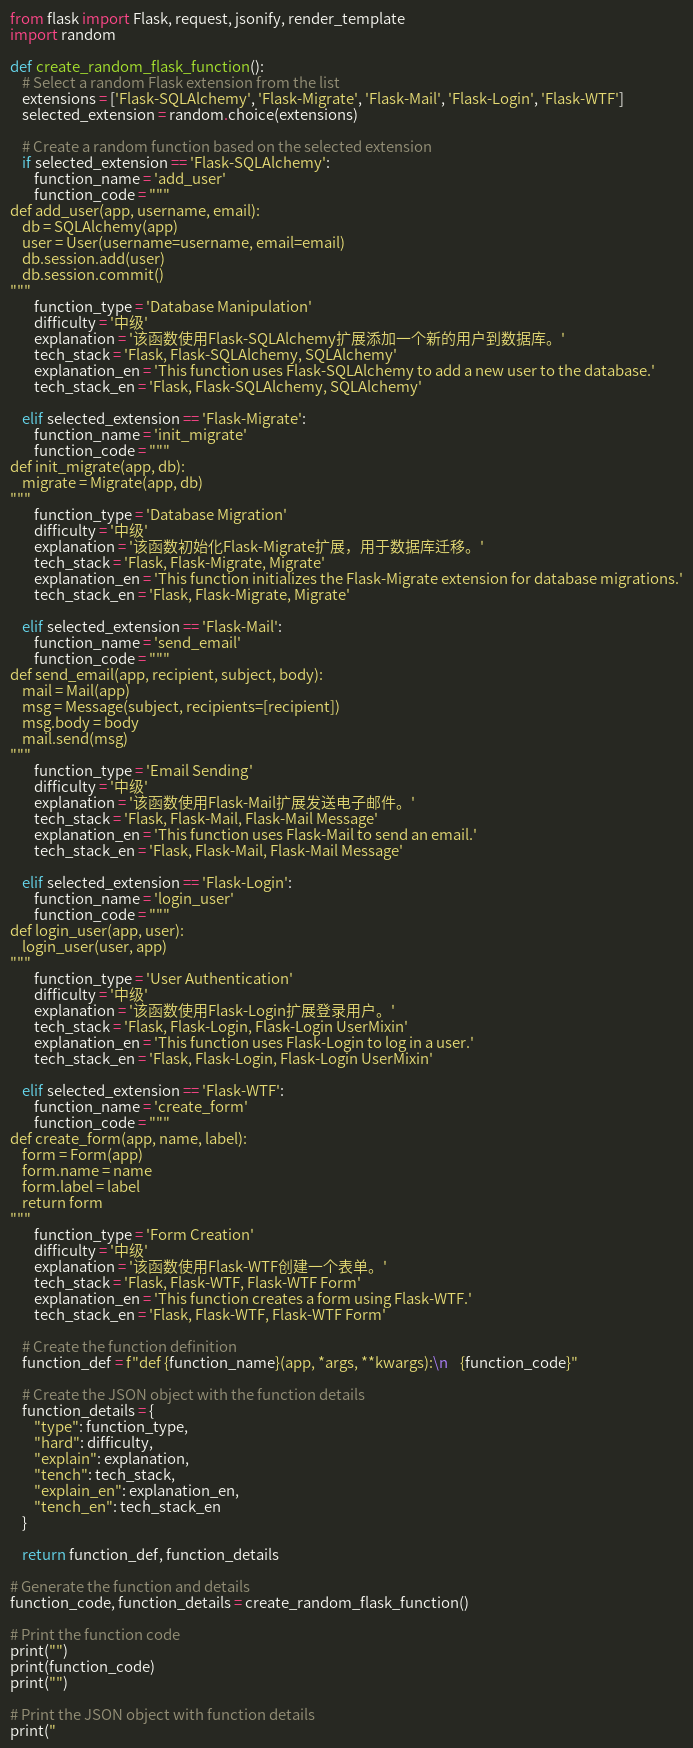 from flask import Flask, request, jsonify, render_template
import random

def create_random_flask_function():
    # Select a random Flask extension from the list
    extensions = ['Flask-SQLAlchemy', 'Flask-Migrate', 'Flask-Mail', 'Flask-Login', 'Flask-WTF']
    selected_extension = random.choice(extensions)

    # Create a random function based on the selected extension
    if selected_extension == 'Flask-SQLAlchemy':
        function_name = 'add_user'
        function_code = """
def add_user(app, username, email):
    db = SQLAlchemy(app)
    user = User(username=username, email=email)
    db.session.add(user)
    db.session.commit()
"""
        function_type = 'Database Manipulation'
        difficulty = '中级'
        explanation = '该函数使用Flask-SQLAlchemy扩展添加一个新的用户到数据库。'
        tech_stack = 'Flask, Flask-SQLAlchemy, SQLAlchemy'
        explanation_en = 'This function uses Flask-SQLAlchemy to add a new user to the database.'
        tech_stack_en = 'Flask, Flask-SQLAlchemy, SQLAlchemy'

    elif selected_extension == 'Flask-Migrate':
        function_name = 'init_migrate'
        function_code = """
def init_migrate(app, db):
    migrate = Migrate(app, db)
"""
        function_type = 'Database Migration'
        difficulty = '中级'
        explanation = '该函数初始化Flask-Migrate扩展，用于数据库迁移。'
        tech_stack = 'Flask, Flask-Migrate, Migrate'
        explanation_en = 'This function initializes the Flask-Migrate extension for database migrations.'
        tech_stack_en = 'Flask, Flask-Migrate, Migrate'

    elif selected_extension == 'Flask-Mail':
        function_name = 'send_email'
        function_code = """
def send_email(app, recipient, subject, body):
    mail = Mail(app)
    msg = Message(subject, recipients=[recipient])
    msg.body = body
    mail.send(msg)
"""
        function_type = 'Email Sending'
        difficulty = '中级'
        explanation = '该函数使用Flask-Mail扩展发送电子邮件。'
        tech_stack = 'Flask, Flask-Mail, Flask-Mail Message'
        explanation_en = 'This function uses Flask-Mail to send an email.'
        tech_stack_en = 'Flask, Flask-Mail, Flask-Mail Message'

    elif selected_extension == 'Flask-Login':
        function_name = 'login_user'
        function_code = """
def login_user(app, user):
    login_user(user, app)
"""
        function_type = 'User Authentication'
        difficulty = '中级'
        explanation = '该函数使用Flask-Login扩展登录用户。'
        tech_stack = 'Flask, Flask-Login, Flask-Login UserMixin'
        explanation_en = 'This function uses Flask-Login to log in a user.'
        tech_stack_en = 'Flask, Flask-Login, Flask-Login UserMixin'

    elif selected_extension == 'Flask-WTF':
        function_name = 'create_form'
        function_code = """
def create_form(app, name, label):
    form = Form(app)
    form.name = name
    form.label = label
    return form
"""
        function_type = 'Form Creation'
        difficulty = '中级'
        explanation = '该函数使用Flask-WTF创建一个表单。'
        tech_stack = 'Flask, Flask-WTF, Flask-WTF Form'
        explanation_en = 'This function creates a form using Flask-WTF.'
        tech_stack_en = 'Flask, Flask-WTF, Flask-WTF Form'

    # Create the function definition
    function_def = f"def {function_name}(app, *args, **kwargs):\n    {function_code}"

    # Create the JSON object with the function details
    function_details = {
        "type": function_type,
        "hard": difficulty,
        "explain": explanation,
        "tench": tech_stack,
        "explain_en": explanation_en,
        "tench_en": tech_stack_en
    }

    return function_def, function_details

# Generate the function and details
function_code, function_details = create_random_flask_function()

# Print the function code
print("")
print(function_code)
print("")

# Print the JSON object with function details
print("